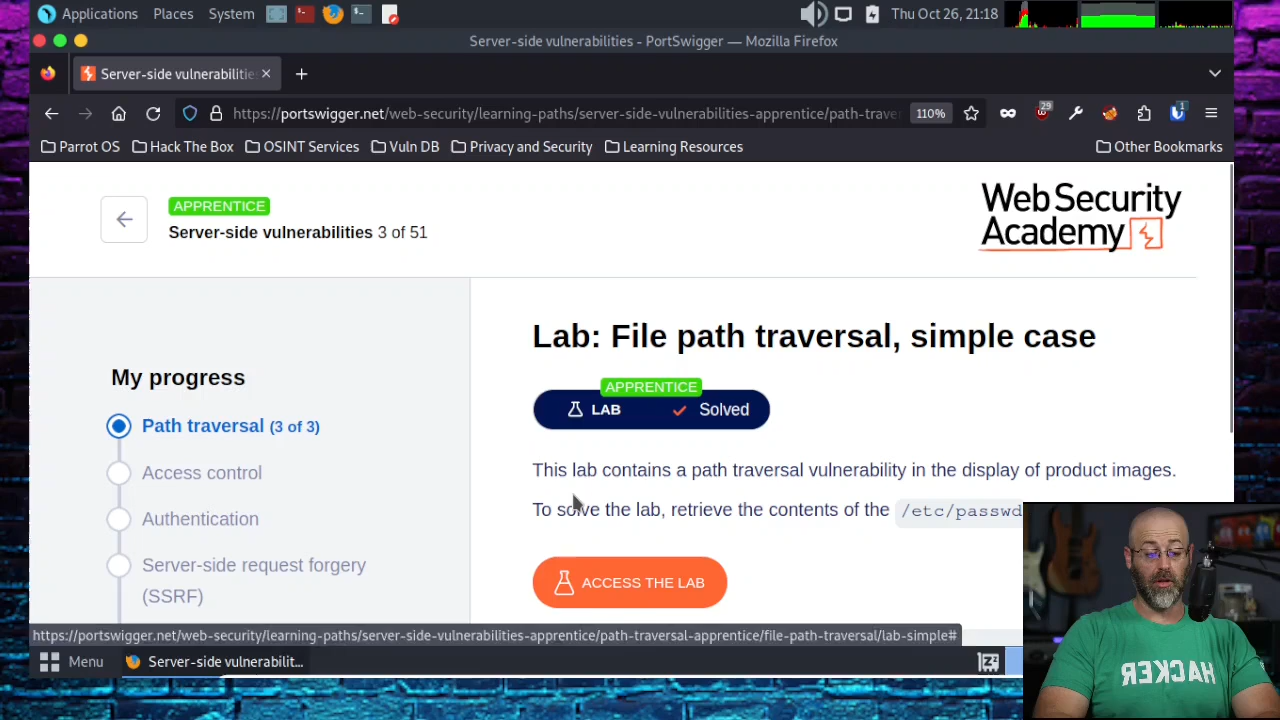 Applications Places System Thu Oct 26, 21:18
Server-side vulnerabilities - PortSwigger — Mozilla Firefox
Server-side vulnerabilitie
https://portswigger.net/web-security/learning-paths/server-side-vulnerabilities-apprentice/path-traver 110% 29 1
Parrot OS Hack The Box OSINT Services Vuln DB Privacy and Security Learning Resources Other Bookmarks
APPRENTICE
Server-side vulnerabilities 3 of 51
Web Security
Academy
My progress
Path traversal (3 of 3)
Access control
Authentication
Server-side request forgery
(SSRF)
Lab: File path traversal, simple case
APPRENTICE
LAB Solved
This lab contains a path traversal vulnerability in the display of product images.
To solve the lab, retrieve the contents of the /etc/passwd
ACCESS THE LAB
https://portswigger.net/web-security/learning-paths/server-side-vulnerabilities-apprentice/path-traversal-apprentice/file-path-traversal/lab-simple#
Menu Server-side vulnerabilit...
HACKER